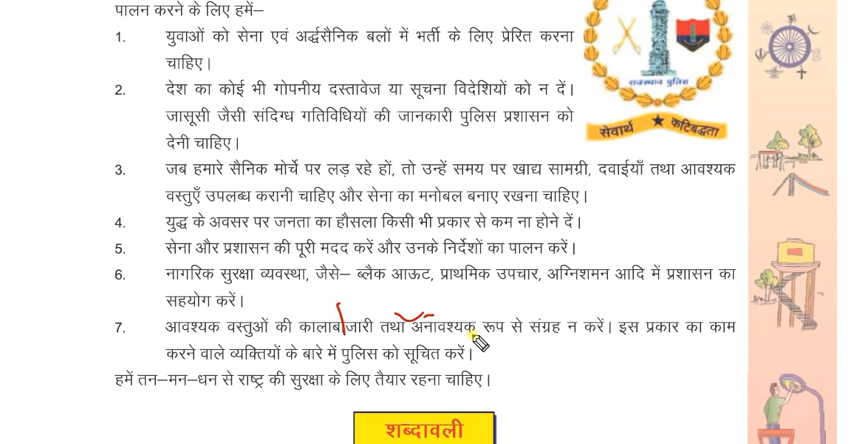 पालन करने के लिए हमें–
1. युवाओं को सेना एवं अर्द्धसैनिक बलों में भर्ती के लिए प्रेरित करना
चाहिए।
2. देश का कोई भी गोपनीय दस्तावेज या सूचना विदेशियों को न दें।
जासूसी जैसी संदिग्ध गतिविधियों की जानकारी पुलिस प्रशासन को
देनी चाहिए।
राजस्थान पुलिस
सेवार्थ ★ कटिबद्धता
3. जब हमारे सैनिक मोर्चे पर लड़ रहे हों, तो उन्हें समय पर खाद्य सामग्री, दवाईयाँ तथा आवश्यक
वस्तुएँ उपलब्ध करानी चाहिए और सेना का मनोबल बनाए रखना चाहिए।
4. युद्ध के अवसर पर जनता का हौसला किसी भी प्रकार से कम ना होने दें।
5. सेना और प्रशासन की पूरी मदद करें और उनके निर्देशों का पालन करें।
6. नागरिक सुरक्षा व्यवस्था, जैसे– ब्लैक आऊट, प्राथमिक उपचार, अग्निशमन आदि में प्रशासन का
सहयोग करें।
7. आवश्यक वस्तुओं की कालाबाजारी तथा अनावश्यक रूप से संग्रह न करें। इस प्रकार का काम
करने वाले व्यक्तियों के बारे में पुलिस को सूचित करें।
हमें तन–मन–धन से राष्ट्र की सुरक्षा के लिए तैयार रहना चाहिए।
शब्दावली